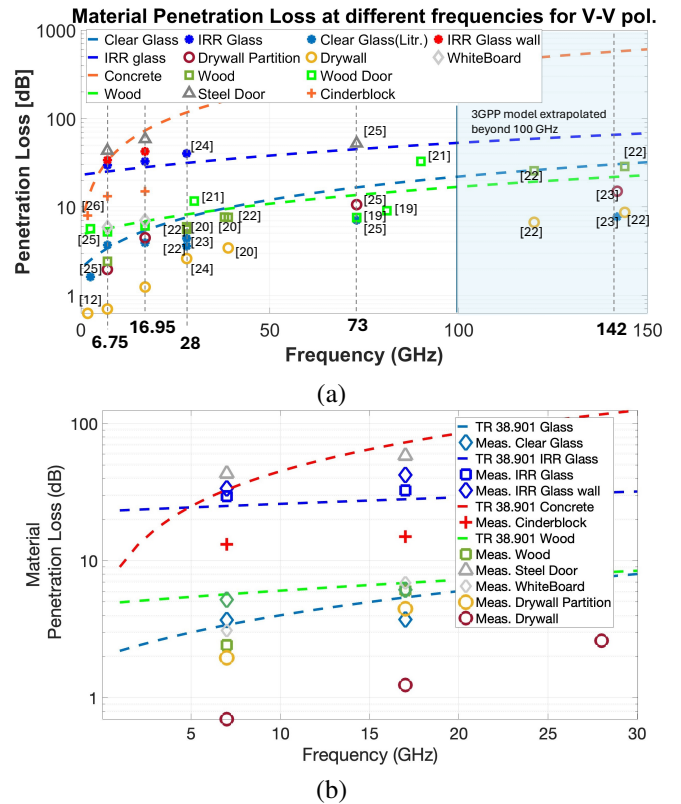 Material Penetration Loss at different frequencies for V-V pol.
Penetration Loss [dB]
1000
100
10
1
Clear Glass
IRR Glass
Clear Glass(Litr.)
IRR Glass wall
IRR glass
Drywall Partition
Drywall
WhiteBoard
Concrete
Wood
Wood Door
Wood
Steel Door
Cinderblock
3GPP model extrapolated
beyond 100 GHz
[24]
[25]
[21]
[22]
[22]
[26]
[21]
[25]
[23]
[22]
[20]
[22]
[20]
[19]
[19]
[25]
[25]
[22]
[23]
[20]
[24]
[22]
[23]
[22]
[25]
[12]
0
50
100
150
6.75
16.95
28
73
142
Frequency (GHz)
(a)
Material
Penetration Loss (dB)
100
10
1
TR 38.901 Glass
Meas. Clear Glass
TR 38.901 IRR Glass
Meas. IRR Glass
Meas. IRR Glass wall
TR 38.901 Concrete
Meas. Cinderblock
TR 38.901 Wood
Meas. Wood
Meas. Steel Door
Meas. WhiteBoard
Meas. Drywall Partition
Meas. Drywall
5
10
15
20
25
30
Frequency (GHz)
(b)